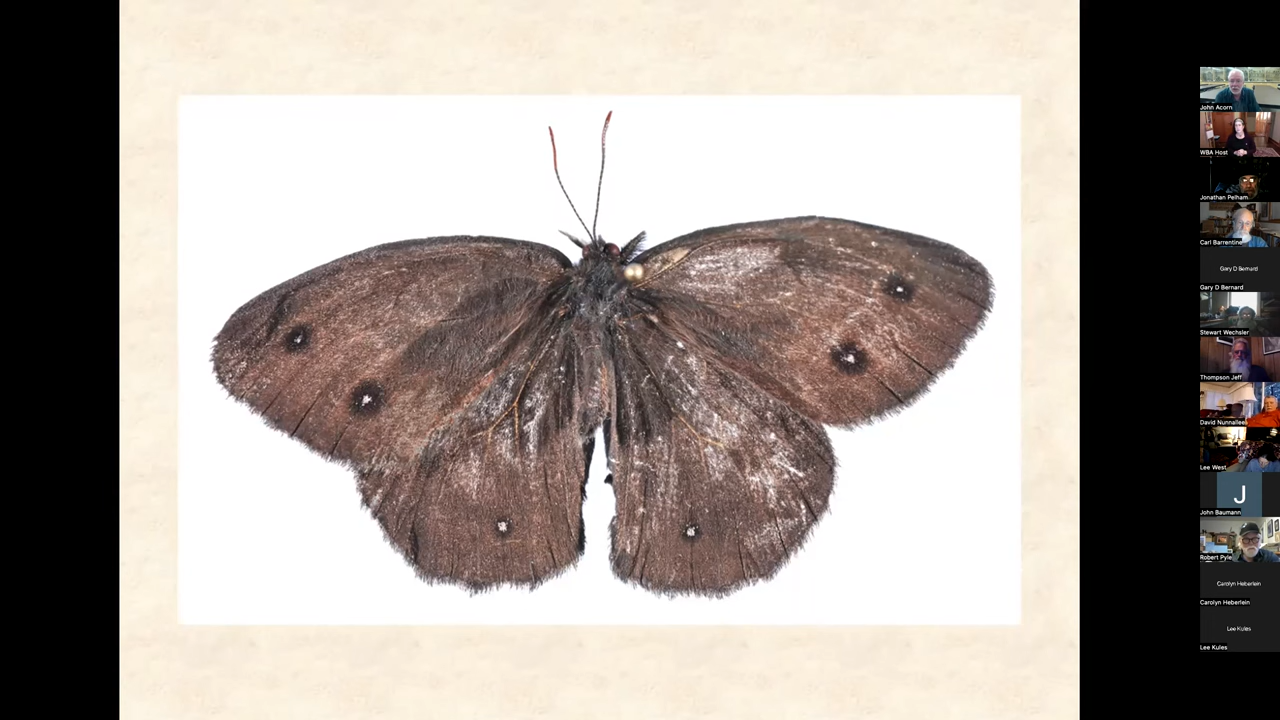 John Acorn
WBA Host
Jonathan Pelham
Carl Barrentine
Gary D Bernard
Gary D Bernard
Stewart Wechsler
Thompson Jeff
David Nunnallee
Lee West
J
John Baumann
Robert Pyle
Carolyn Heberlein
Carolyn Heberlein
Lee Kules
Lee Kules